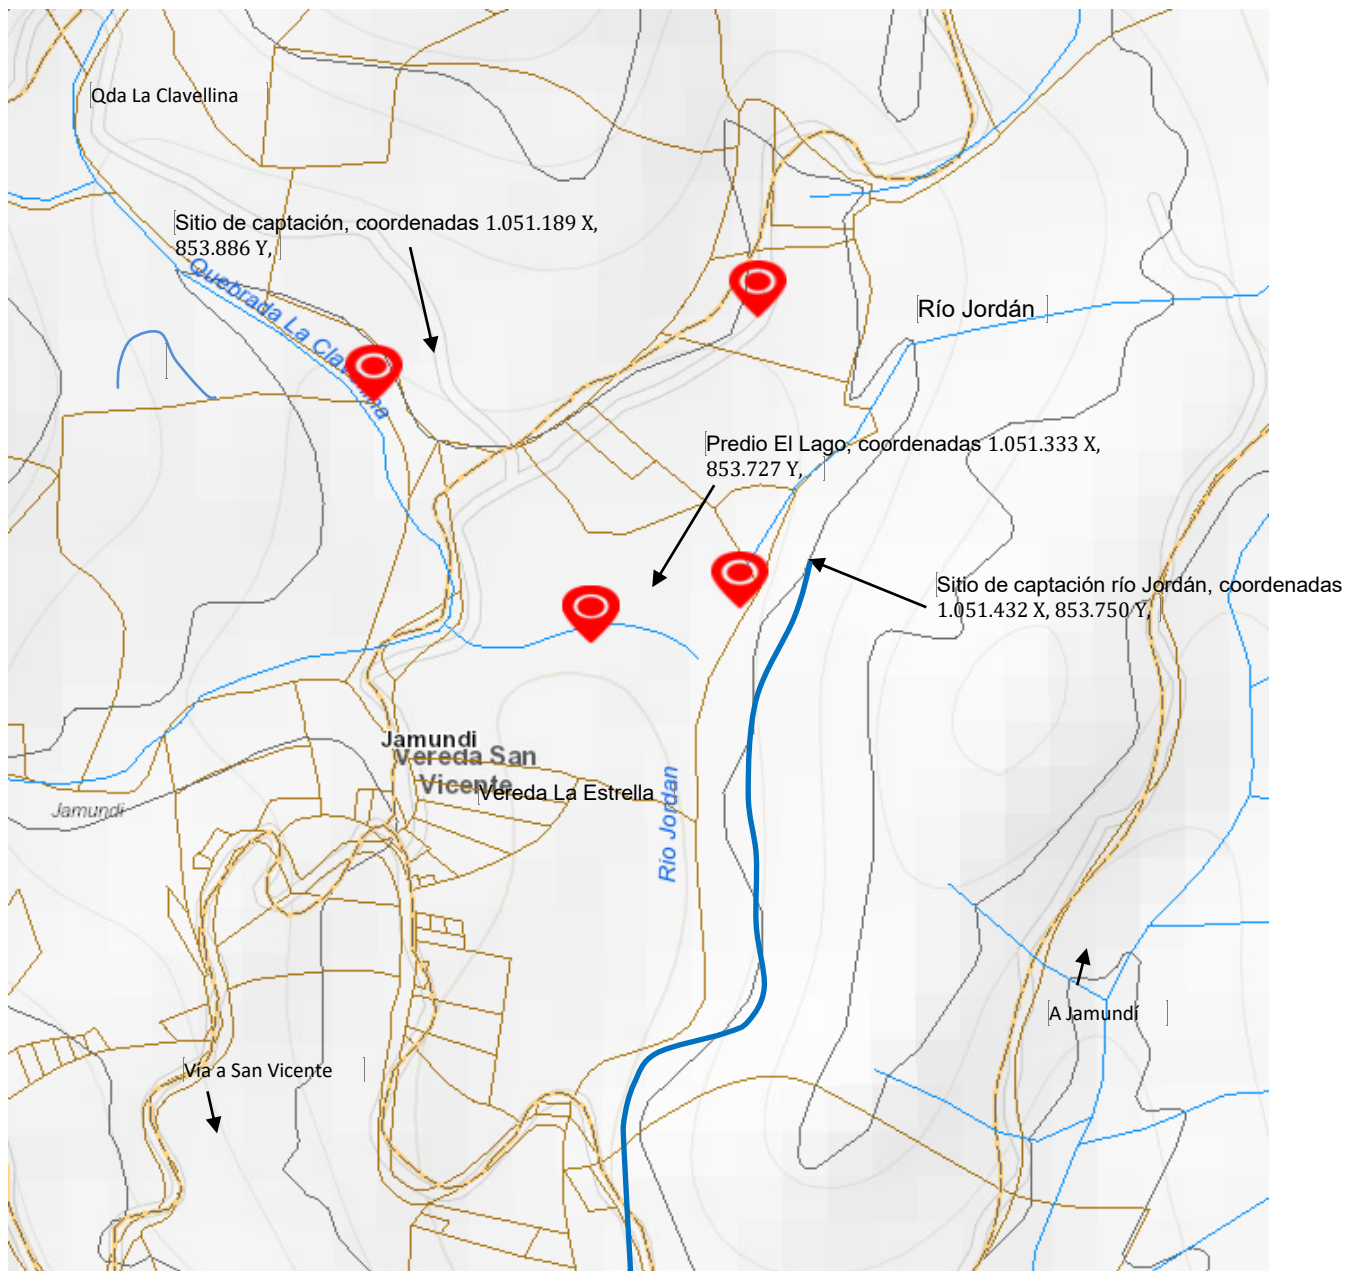 Qda La Clavellina
Sitio de captación, coordenadas 1.051.189 X,
853.886 Y,
Quebrada La Clavellina
Río Jordán
Predio El Lago, coordenadas 1.051.333 X,
853.727 Y,
Sitio de captación río Jordán, coordenadas
1.051.432 X, 853.750 Y,
Jamundi
Vereda San
Vicente
Vereda La Estrella
Rio Jordan
Jamundi
A Jamundí
Vía a San Vicente